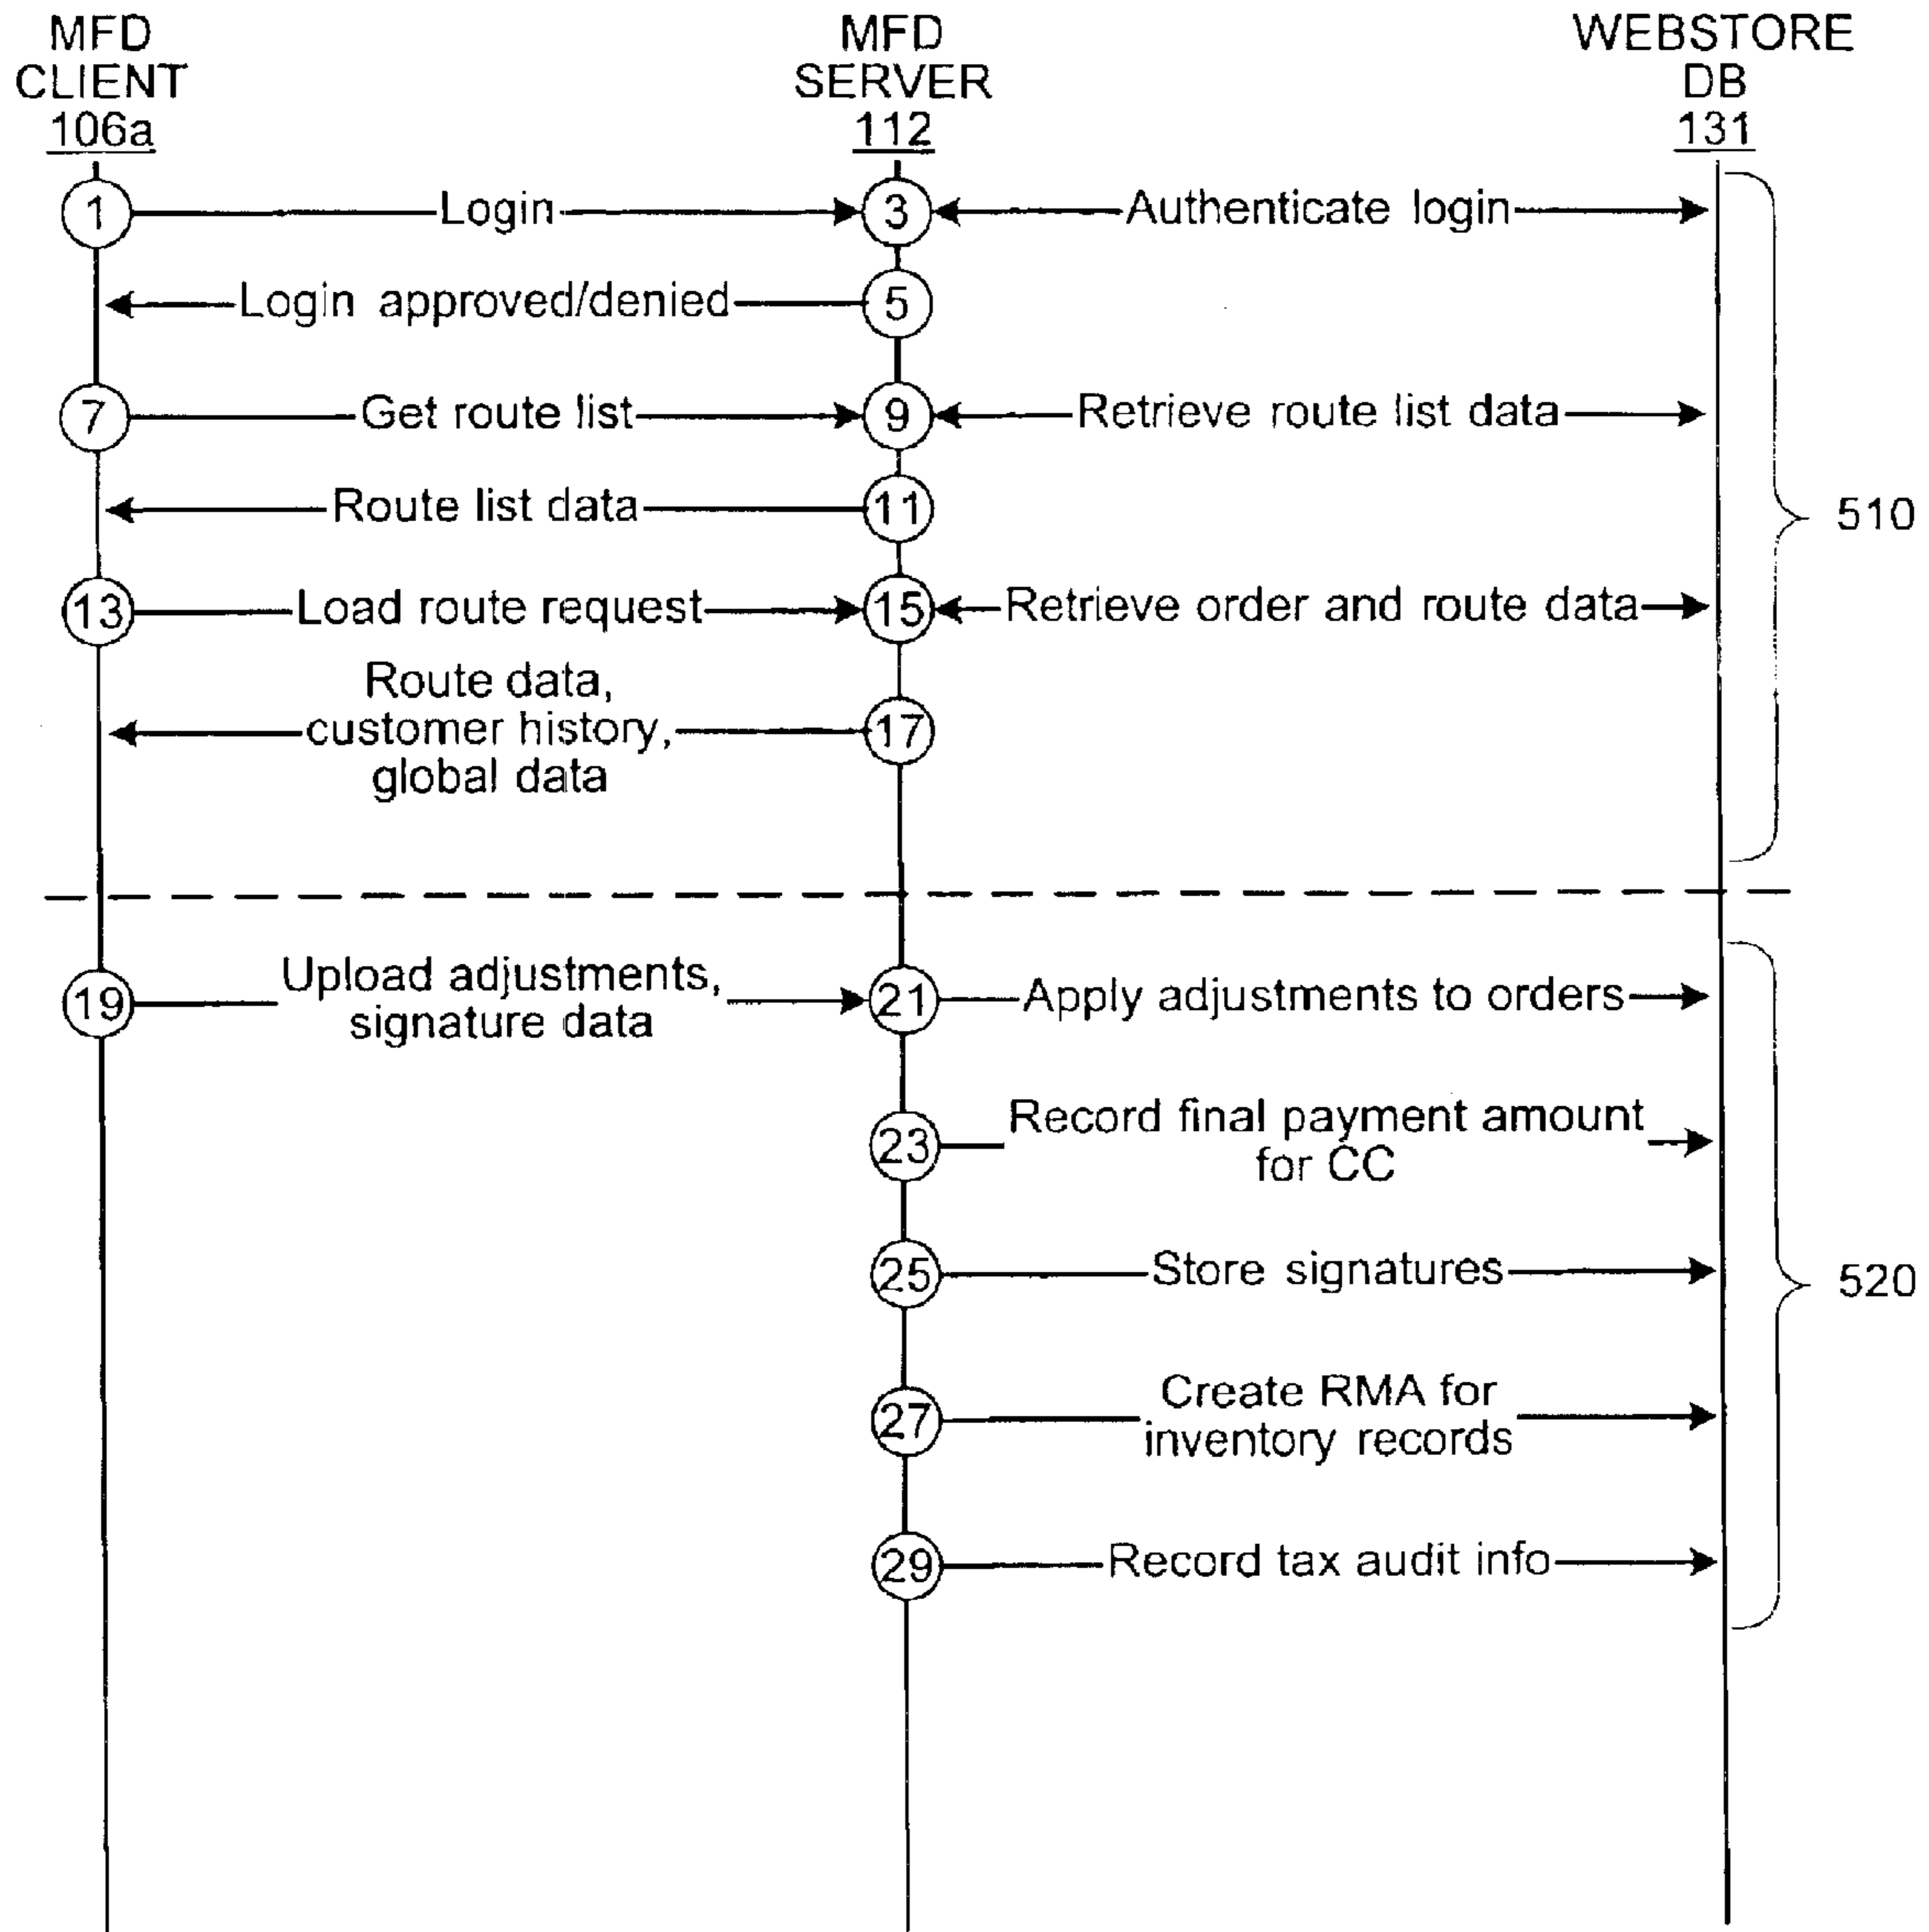 MFD
CLIENT
106a
MFD
SERVER
112
WEBSTORE
DB
131
1
Login
3
Authenticate login
Login approved/denied
5
7
Get route list
9
Retrieve route list data
Route list data
11
510
13
Load route request
15
Retrieve order and route data
Route data,
customer history,
global data
17
19
Upload adjustments,
signature data
21
Apply adjustments to orders
23
Record final payment amount
for CC
25
Store signatures
520
27
Create RMA for
inventory records
29
Record tax audit info